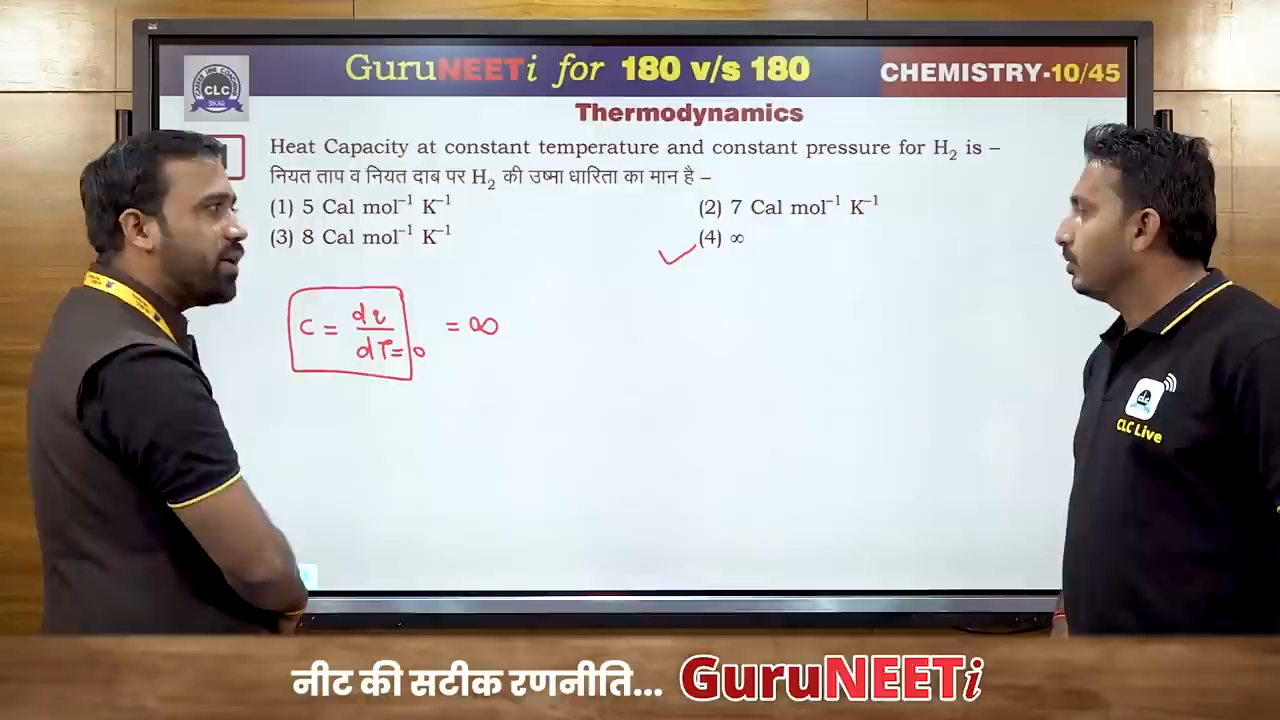 GuruNEETi for 180 v/s 180
CHEMISTRY-10/45
CLC
SIKAR
Thermodynamics
Heat Capacity at constant temperature and constant pressure for H₂ is –
नियत ताप व नियत दाब पर H₂ की उष्मा धारिता का मान है –
(1) 5 Cal mol⁻¹ K⁻¹
(2) 7 Cal mol⁻¹ K⁻¹
(3) 8 Cal mol⁻¹ K⁻¹
(4) ∞
C = dq/dT=0 = ∞
CLC
CLC Live
नीट की सटीक रणनीति... GuruNEETi